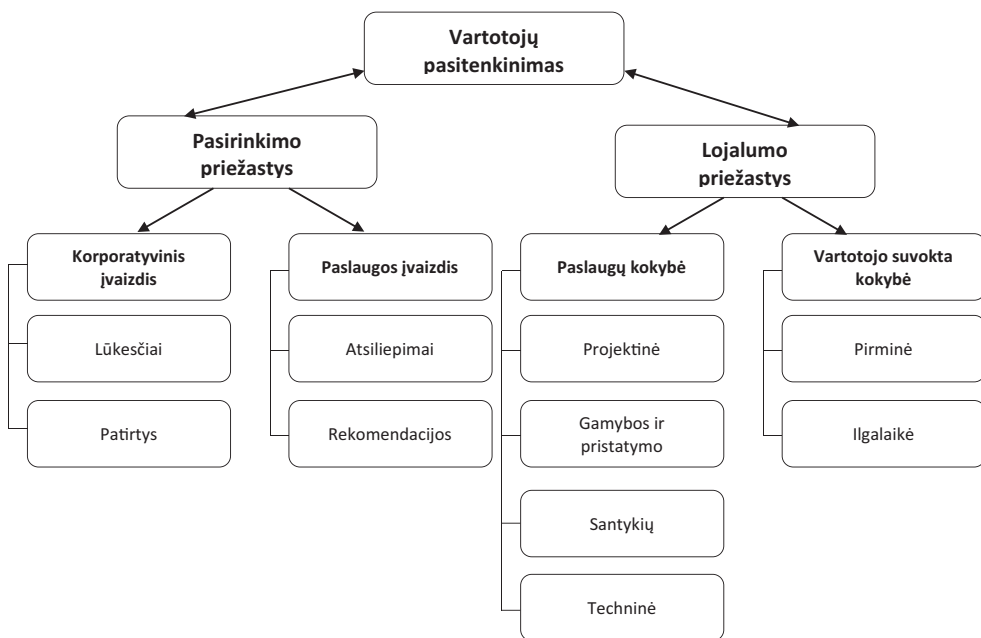 Vartotojų
pasitenkinimas
Pasirinkimo
priežastys
Lojalumo
priežastys
Korporatyvinis
įvaizdis
Paslaugos įvaizdis
Paslaugų kokybė
Vartotojo suvokta
kokybė
Lūkesčiai
Atsiliepimai
Projektinė
Pirminė
Patirtys
Rekomendacijos
Gamybos ir
pristatymo
Ilgalaikė
Santykių
Techninė